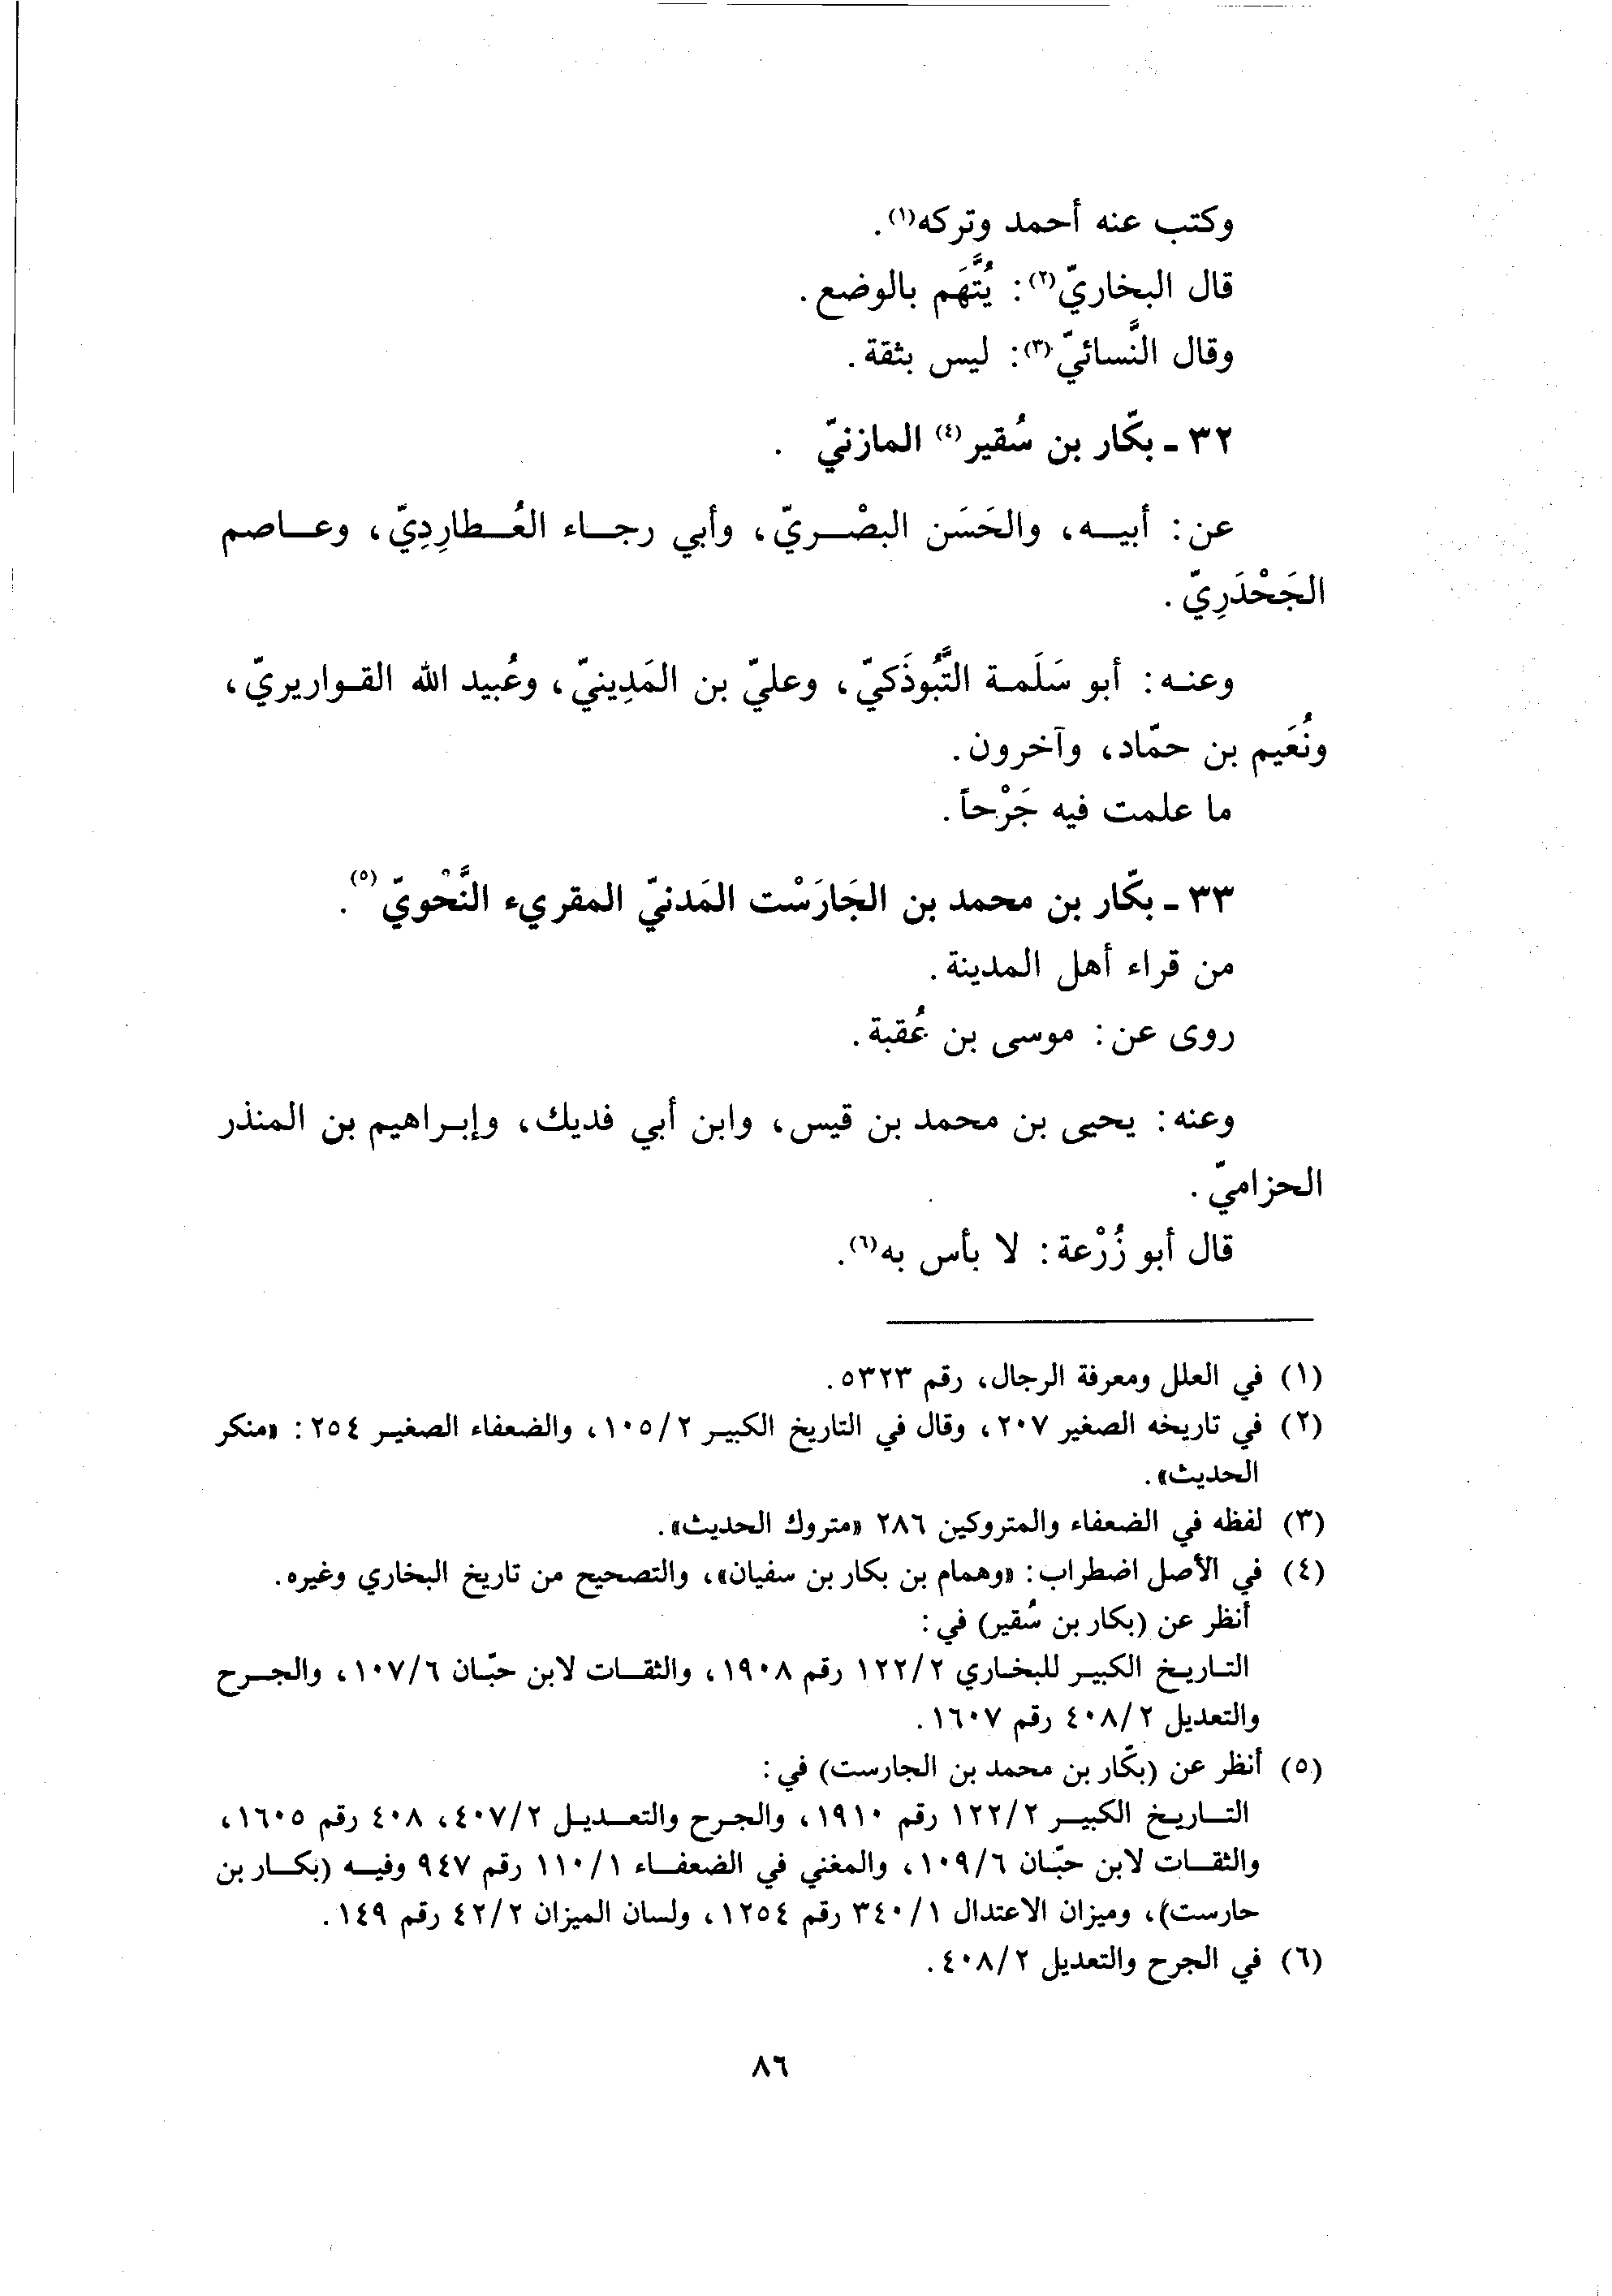 وكتب عنه أحمد وتركه(١).
قال البخاريّ(٢): يُتَّهَم بالوضع.
وقال النَّسائيّ(٣): ليس بثقة.
٣٢ - بكّار بن سُقير(٤) المازنيّ.
عن: أبيه، والحَسَن البصْريّ، وأبي رجاء العُطارِدِيّ، وعاصم
الجَحْدَرِيّ.
وعنه: أبو سَلَمة التَّبُوذَكيّ، وعليّ بن المَدِينيّ، وعُبيد الله القواريريّ،
ونُعَيم بن حمّاد، وآخرون.
ما علمت فيه جَرْحاً.
٣٣ - بكّار بن محمد بن الجَارَسْت المَدنيّ المقريء النَّحْويّ(٥).
من قراء أهل المدينة.
روى عن: موسى بن عُقبة.
وعنه: يحيى بن محمد بن قيس، وابن أبي فديك، وإبراهيم بن المنذر
الحزاميّ.
قال أبو زُرْعة: لا بأس به(٦).
(١) في العلل ومعرفة الرجال، رقم ٥٣٢٣.
(٢) في تاريخه الصغير ٢٠٧، وقال في التاريخ الكبير ١٠٥/٢، والضعفاء الصغير ٢٥٤: «منكر
الحديث».
(٣) لفظه في الضعفاء والمتروكين ٢٨٦ «متروك الحديث».
(٤) في الأصل اضطراب: «وهمام بن بكار بن سفيان»، والتصحيح من تاريخ البخاري وغيره.
أنظر عن (بكار بن سُقير) في:
التاريخ الكبير للبخاري ١٢٢/٢ رقم ١٩٠٨، والثقات لابن حبّان ١٠٧/٦، والجرح
والتعديل ٤٠٨/٢ رقم ١٦٠٧.
(٥) أنظر عن (بكّار بن محمد بن الجارست) في:
التاريخ الكبير ١٢٢/٢ رقم ١٩١٠، والجرح والتعديل ٤٠٧/٢، ٤٠٨ رقم ١٦٠٥،
والثقات لابن حبّان ١٠٩/٦، والمغني في الضعفاء ١١٠/١ رقم ٩٤٧ وفيه (بكار بن
حارست)، وميزان الاعتدال ٣٤٠/١ رقم ١٢٥٤، ولسان الميزان ٤٢/٢ رقم ١٤٩.
(٦) في الجرح والتعديل ٤٠٨/٢.
٨٦